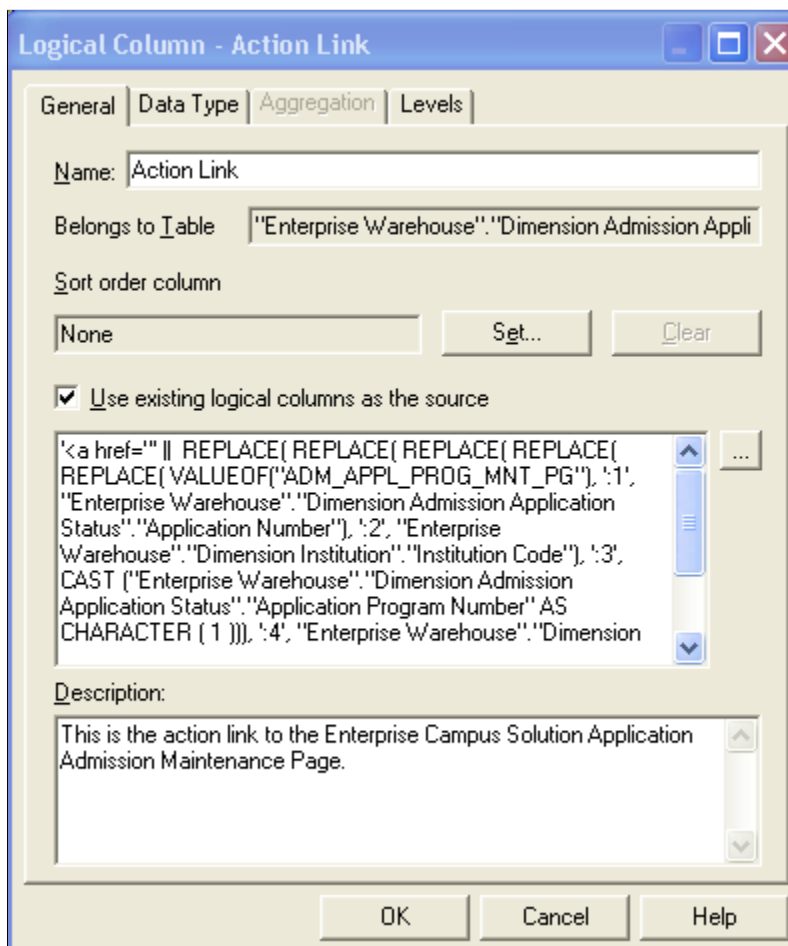 Logical Column - Action Link
General Data Type Aggregation Levels
Name: Action Link
Belongs to Table "Enterprise Warehouse"."Dimension Admission Appli
Sort order column
None Set... Clear
Use existing logical columns as the source
'<a href="' || REPLACE( REPLACE( REPLACE( REPLACE( ...
REPLACE( VALUEOF("ADM_APPL_PROG_MNT_PG"), ':1',
"Enterprise Warehouse"."Dimension Admission Application
Status"."Application Number"), ':2', "Enterprise
Warehouse"."Dimension Institution"."Institution Code"), ':3',
CAST ("Enterprise Warehouse"."Dimension Admission
Application Status"."Application Program Number" AS
CHARACTER ( 1 ))), ':4', "Enterprise Warehouse"."Dimension
Description:
This is the action link to the Enterprise Campus Solution Application
Admission Maintenance Page.
OK Cancel Help